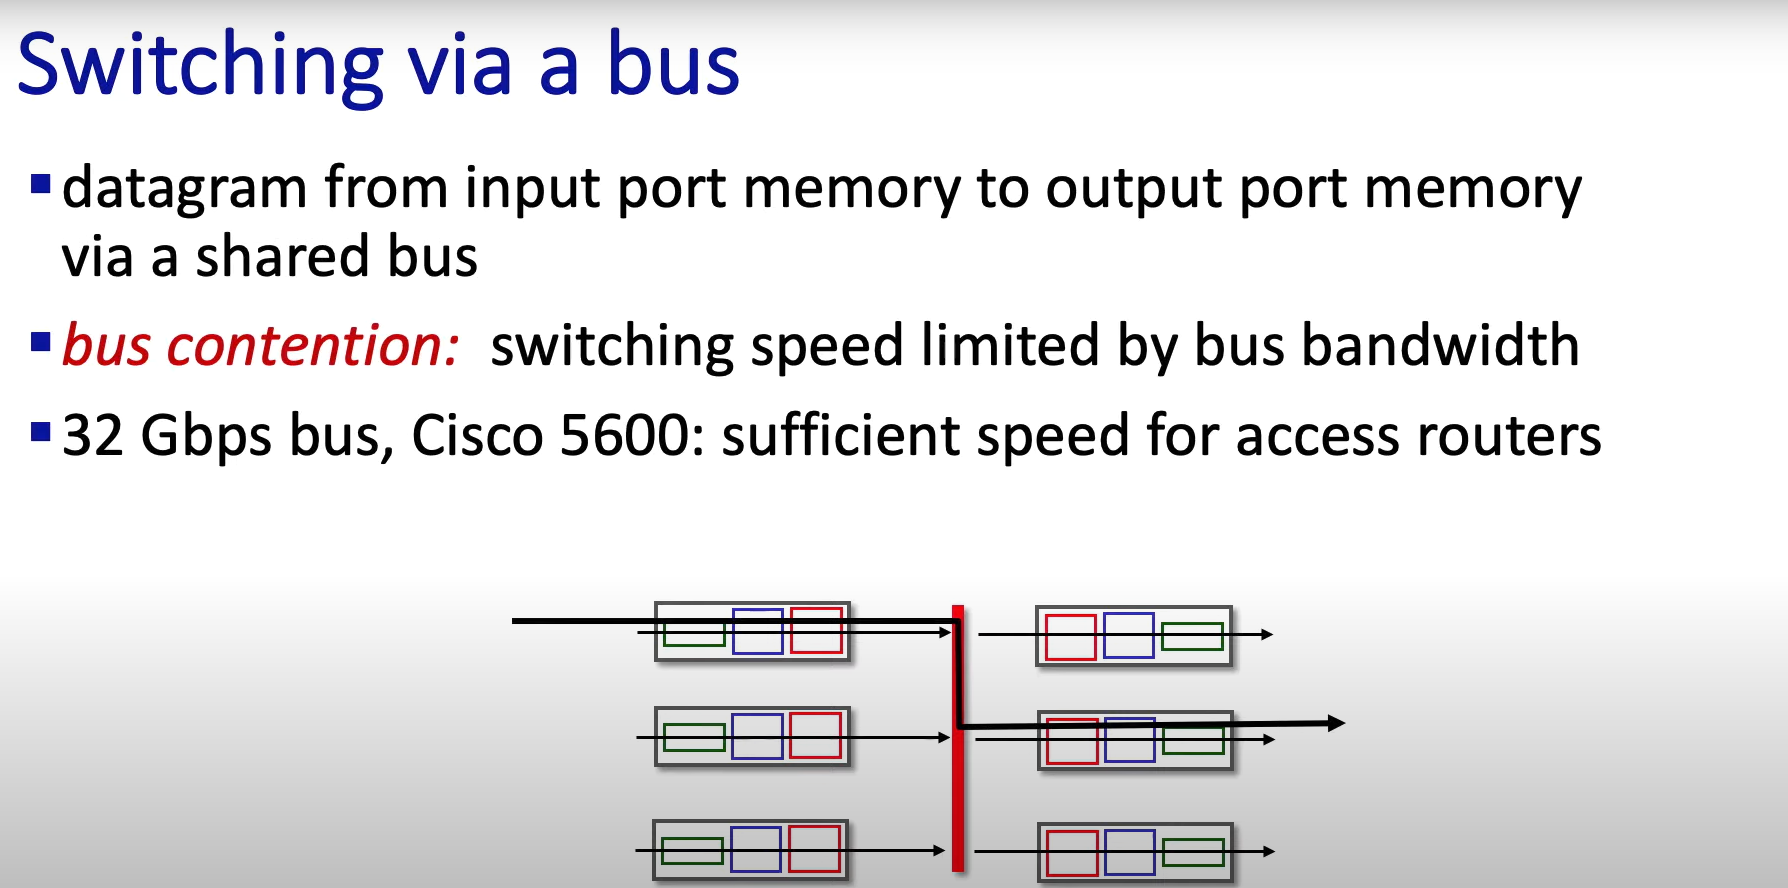 Switching via a bus
▪ datagram from input port memory to output port memory
via a shared bus
▪ bus contention: switching speed limited by bus bandwidth
▪ 32 Gbps bus, Cisco 5600: sufficient speed for access routers